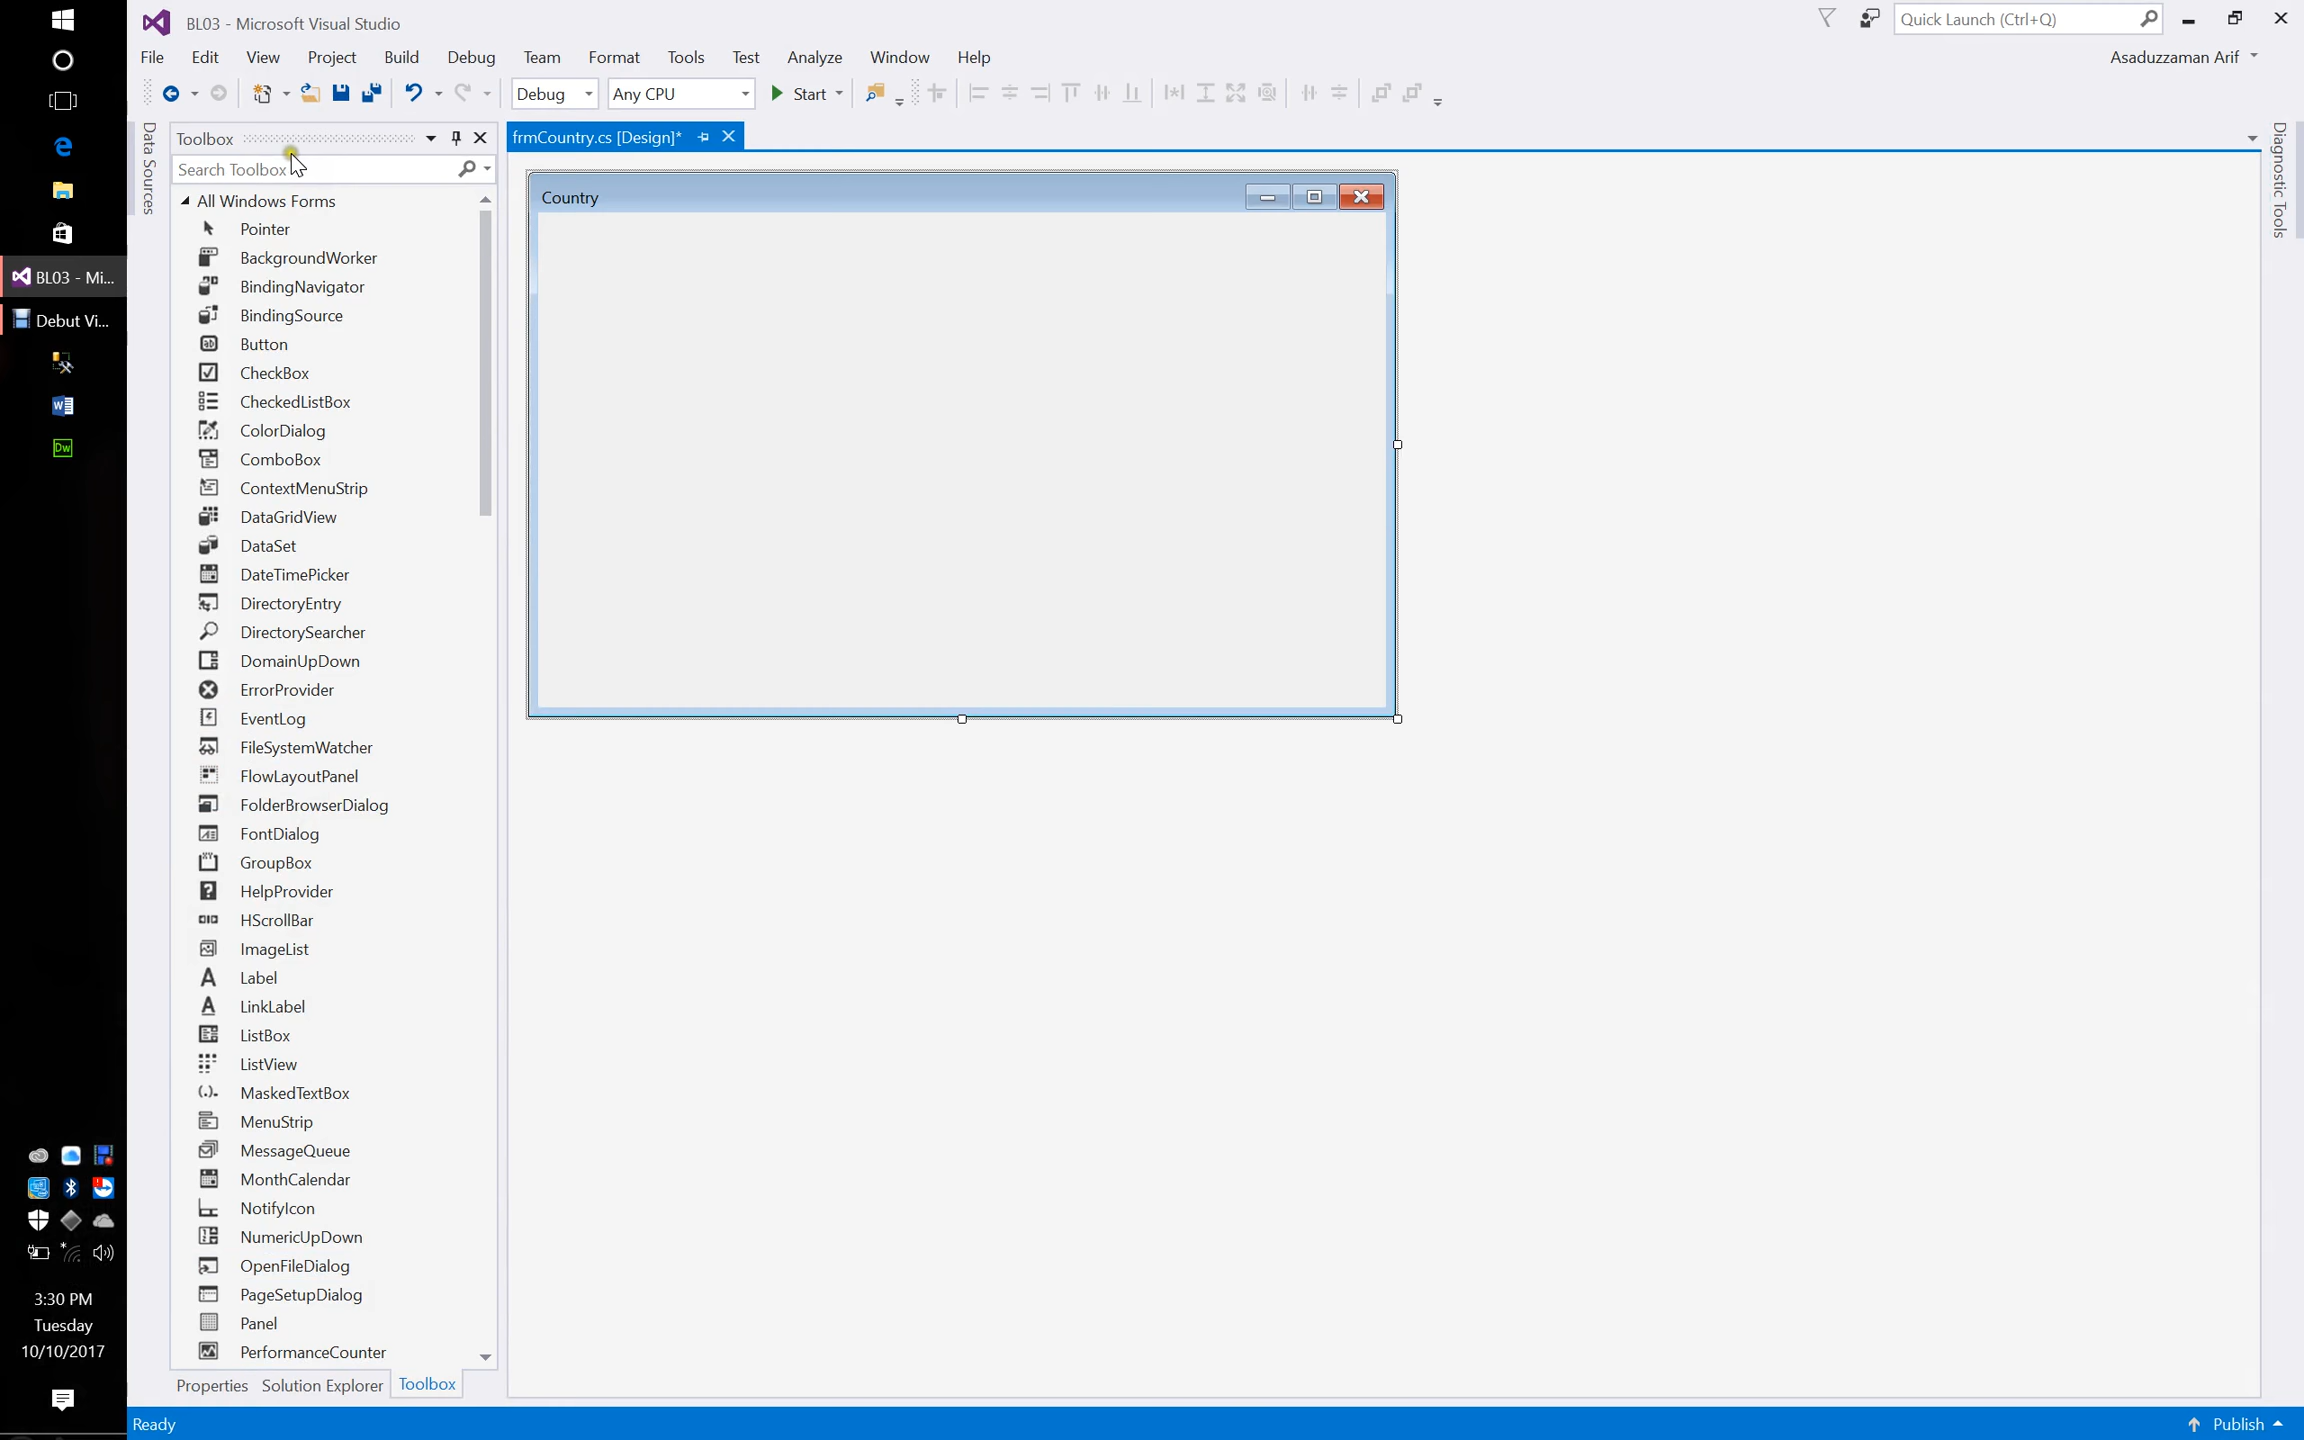 BL03 - Microsoft Visual Studio
Quick Launch (Ctrl+Q)
File Edit View Project Build Debug Team Format Tools Test Analyze Window Help
Asaduzzaman Arif
Debug Any CPU Start
Data Sources
Toolbox
Search Toolbox
frmCountry.cs [Design]*
Diagnostic Tools
Country
All Windows Forms
Pointer
BackgroundWorker
BindingNavigator
BindingSource
Button
CheckBox
CheckedListBox
ColorDialog
ComboBox
ContextMenuStrip
DataGridView
DataSet
DateTimePicker
DirectoryEntry
DirectorySearcher
DomainUpDown
ErrorProvider
EventLog
FileSystemWatcher
FlowLayoutPanel
FolderBrowserDialog
FontDialog
GroupBox
HelpProvider
HScrollBar
ImageList
Label
LinkLabel
ListBox
ListView
MaskedTextBox
MenuStrip
MessageQueue
MonthCalendar
NotifyIcon
NumericUpDown
OpenFileDialog
PageSetupDialog
Panel
PerformanceCounter
Properties Solution Explorer Toolbox
Ready
Publish
BL03 - Mi...
Debut Vi...
Dw
3:30 PM
Tuesday
10/10/2017